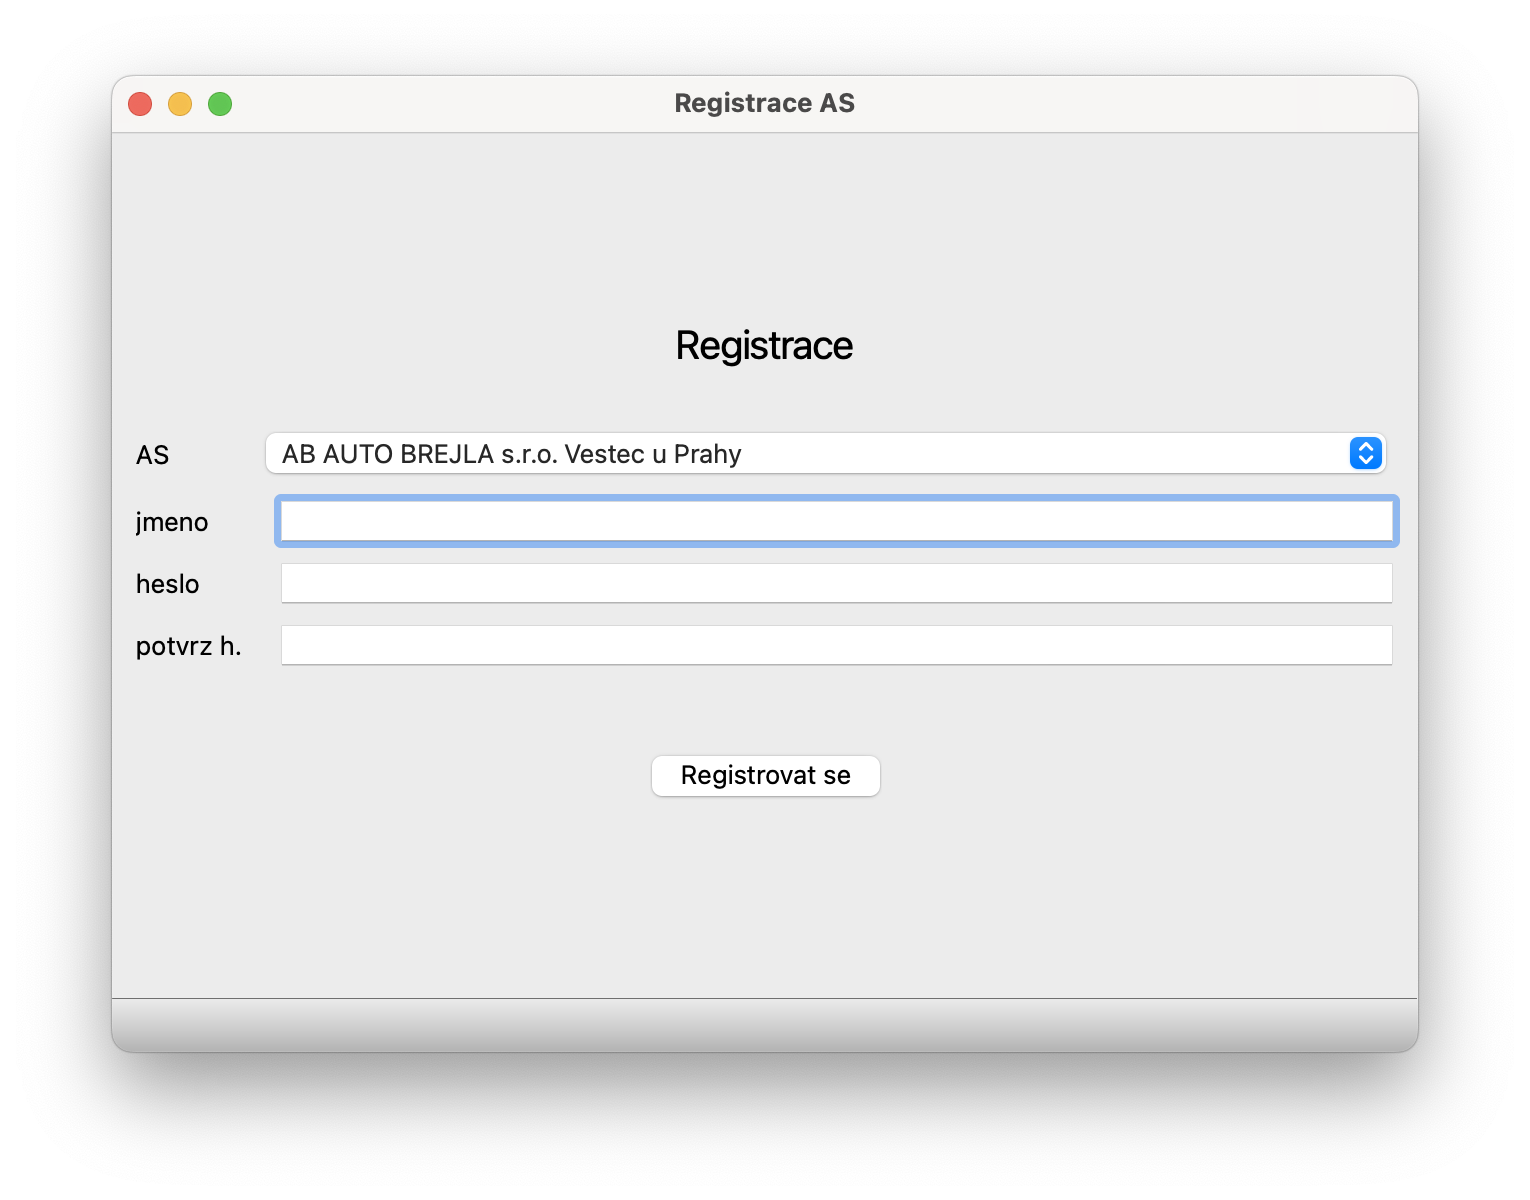 Registrace AS
Registrace
AS
AB AUTO BREJLA s.r.o. Vestec u Prahy
jmeno
heslo
potvrz h.
Registrovat se